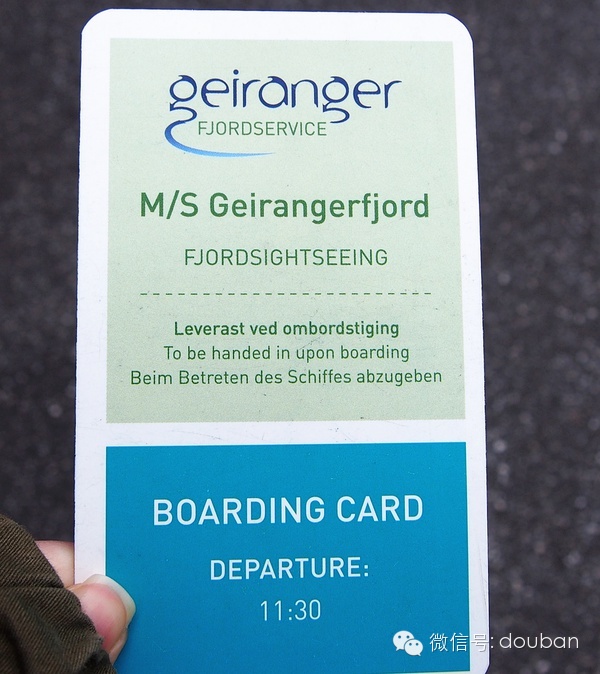 geiranger
FJORDSERVICE
M/S Geirangerfjord
FJORDSIGHTSEEING
Leverast ved ombordstiging
To be handed in upon boarding
Beim Betreten des Schiffes abzugeben
BOARDING CARD
DEPARTURE:
11:30
微信号: douban